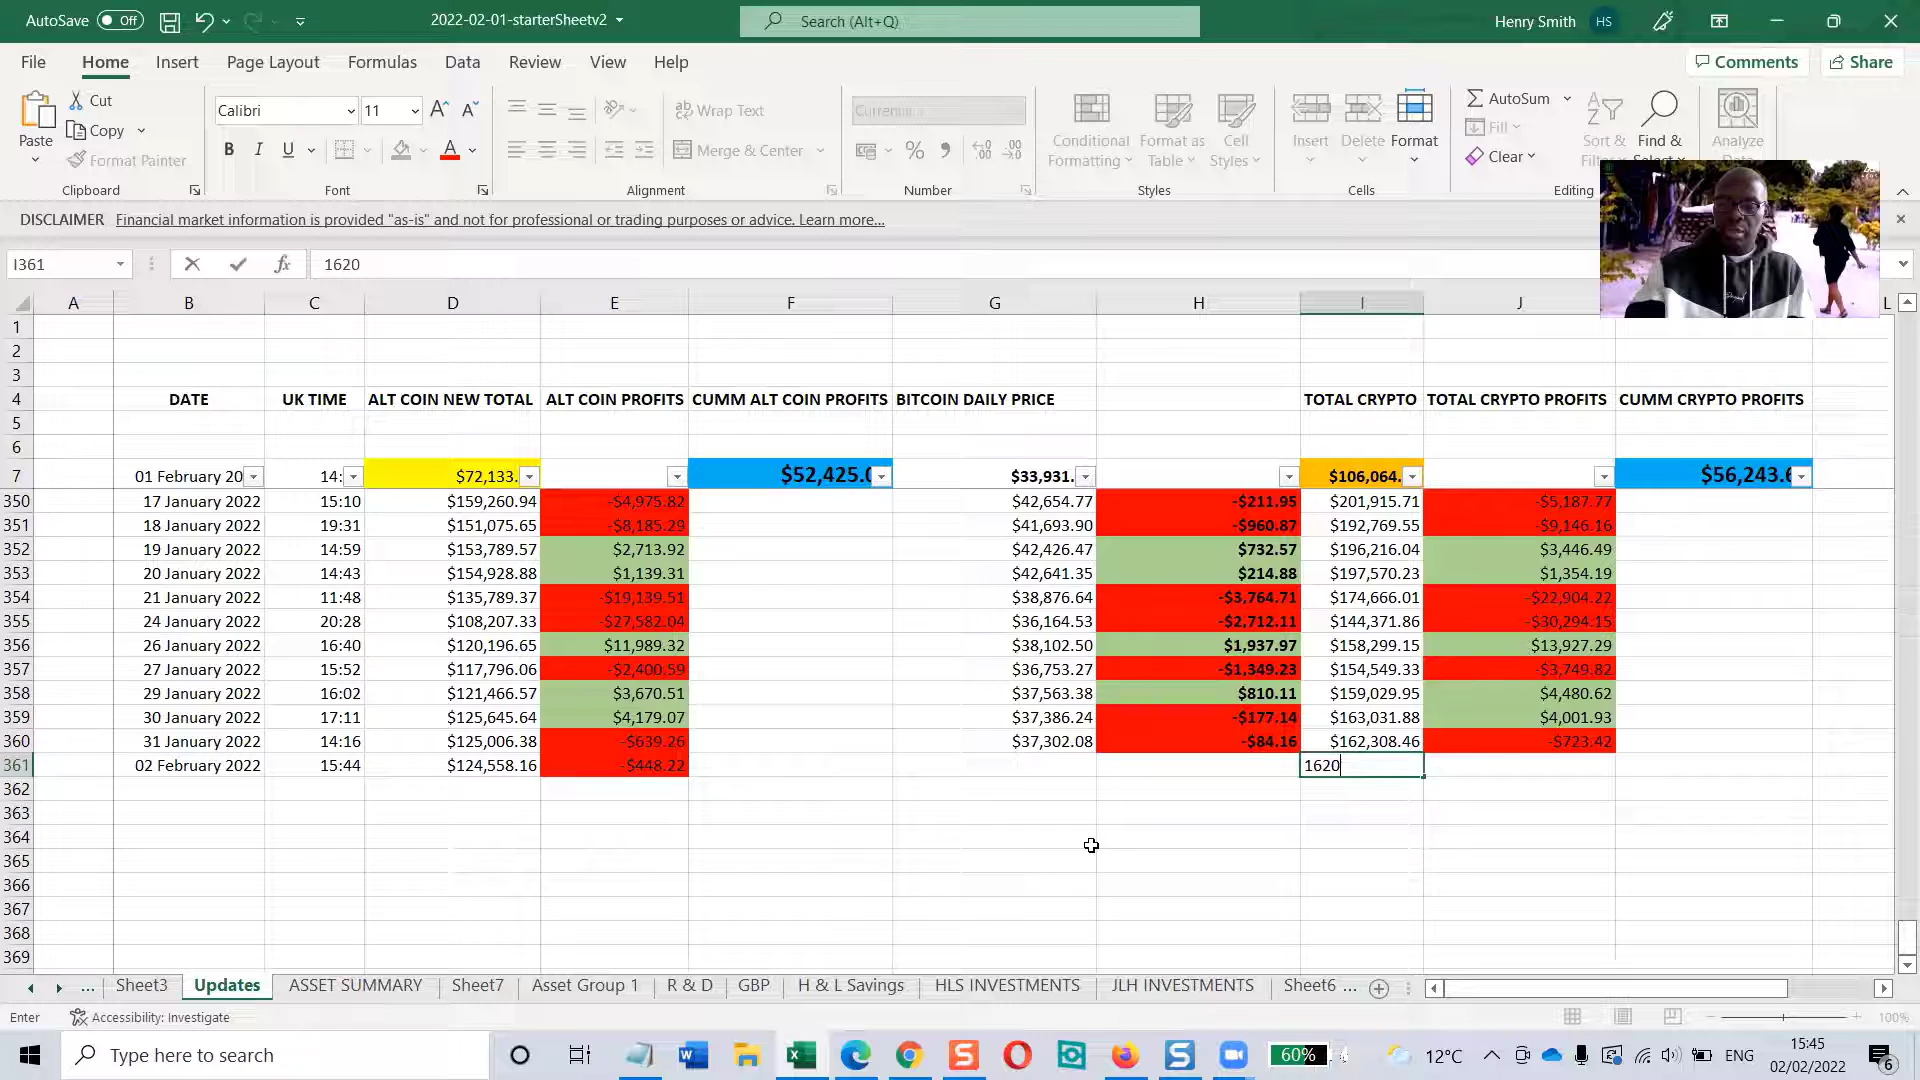 AutoSave Off 2022-02-01-starterSheetv2 Search (Alt+Q) Henry Smith HS
File Home Insert Page Layout Formulas Data Review View Help Comments Share
Paste Cut Copy Format Painter Clipboard
Calibri 11 B I U A Font
Wrap Text Merge & Center Alignment
Number
Conditional Formatting Format as Table Cell Styles Styles
Insert Delete Format Cells
AutoSum Fill Clear Find & Editing Analyze
DISCLAIMER Financial market information is provided "as-is" and not for professional or trading purposes or advice. Learn more...
I361 fx 1620
A B C D E F G H I J L
1
2
3
4 DATE UK TIME ALT COIN NEW TOTAL ALT COIN PROFITS CUMM ALT COIN PROFITS BITCOIN DAILY PRICE TOTAL CRYPTO TOTAL CRYPTO PROFITS CUMM CRYPTO PROFITS
5
6
7 01 February 20 14: $72,133. $52,425. $33,931. $106,064. $56,243.
350 17 January 2022 15:10 $159,260.94 -$4,975.82 $42,654.77 -$211.95 $201,915.71 -$5,187.77
351 18 January 2022 19:31 $151,075.65 -$8,185.29 $41,693.90 -$960.87 $192,769.55 -$9,146.16
352 19 January 2022 14:59 $153,789.57 $2,713.92 $42,426.47 $732.57 $196,216.04 $3,446.49
353 20 January 2022 14:43 $154,928.88 $1,139.31 $42,641.35 $214.88 $197,570.23 $1,354.19
354 21 January 2022 11:48 $135,789.37 -$19,139.51 $38,876.64 -$3,764.71 $174,666.01 -$22,904.22
355 24 January 2022 20:28 $108,207.33 -$27,582.04 $36,164.53 -$2,712.11 $144,371.86 -$30,294.15
356 26 January 2022 16:40 $120,196.65 $11,989.32 $38,102.50 $1,937.97 $158,299.15 $13,927.29
357 27 January 2022 15:52 $117,796.06 -$2,400.59 $36,753.27 -$1,349.23 $154,549.33 -$3,749.82
358 29 January 2022 16:02 $121,466.57 $3,670.51 $37,563.38 $810.11 $159,029.95 $4,480.62
359 30 January 2022 17:11 $125,645.64 $4,179.07 $37,386.24 -$177.14 $163,031.88 $4,001.93
360 31 January 2022 14:16 $125,006.38 -$639.26 $37,302.08 -$84.16 $162,308.46 -$723.42
361 02 February 2022 15:44 $124,558.16 -$448.22 1620
362
363
364
365
366
367
368
369
... Sheet3 Updates ASSET SUMMARY Sheet7 Asset Group 1 R & D GBP H & L Savings HLS INVESTMENTS JLH INVESTMENTS Sheet6 ...
Enter Accessibility: Investigate 100%
Type here to search 60% 12°C ENG 15:45
02/02/2022 6